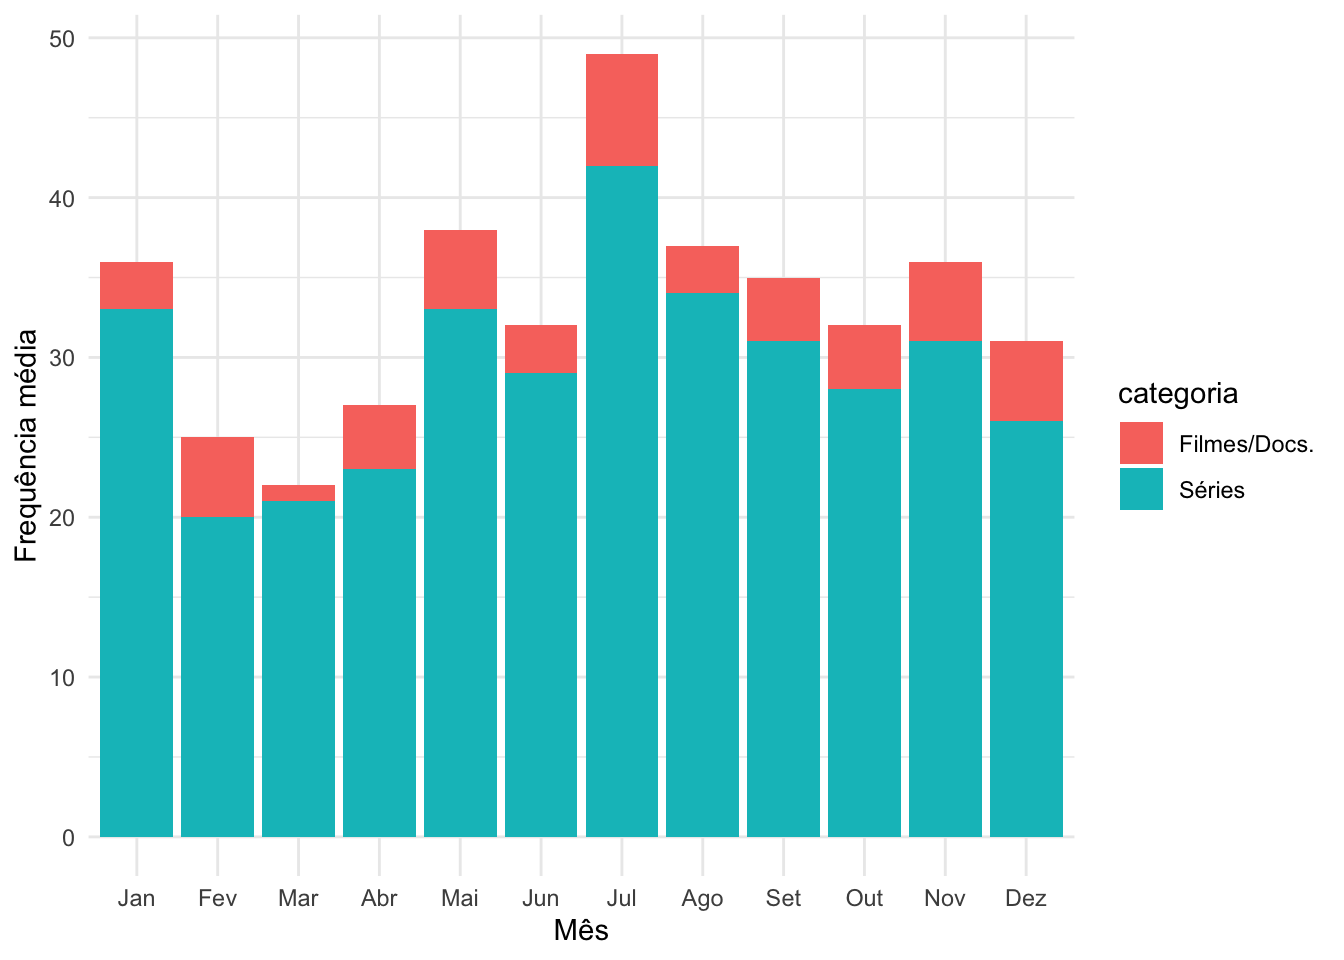 50
40
30
20
10
0
Frequência média
Jan Fev Mar Abr Mai Jun Jul Ago Set Out Nov Dez
Mês
categoria
Filmes/Docs.
Séries